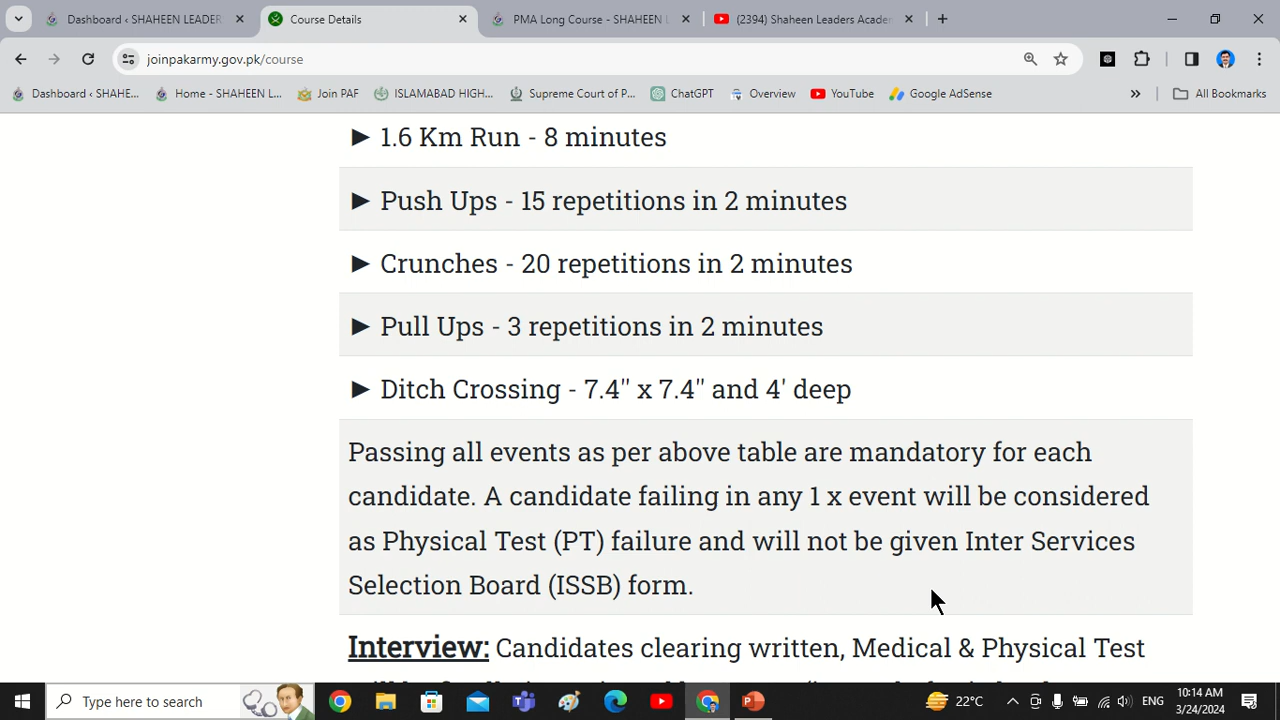 Dashboard ‹ SHAHEEN LEADER
Course Details
PMA Long Course - SHAHEEN L
(2394) Shaheen Leaders Acader
joinpakarmy.gov.pk/course
Dashboard ‹ SHAHE...
Home - SHAHEEN L...
Join PAF
ISLAMABAD HIGH...
Supreme Court of P...
ChatGPT
Overview
YouTube
Google AdSense
»
All Bookmarks
► 1.6 Km Run - 8 minutes
► Push Ups - 15 repetitions in 2 minutes
► Crunches - 20 repetitions in 2 minutes
► Pull Ups - 3 repetitions in 2 minutes
► Ditch Crossing - 7.4" x 7.4" and 4' deep
Passing all events as per above table are mandatory for each
candidate. A candidate failing in any 1 x event will be considered
as Physical Test (PT) failure and will not be given Inter Services
Selection Board (ISSB) form.
Interview: Candidates clearing written, Medical & Physical Test
Type here to search
22°C
ENG
10:14 AM
3/24/2024